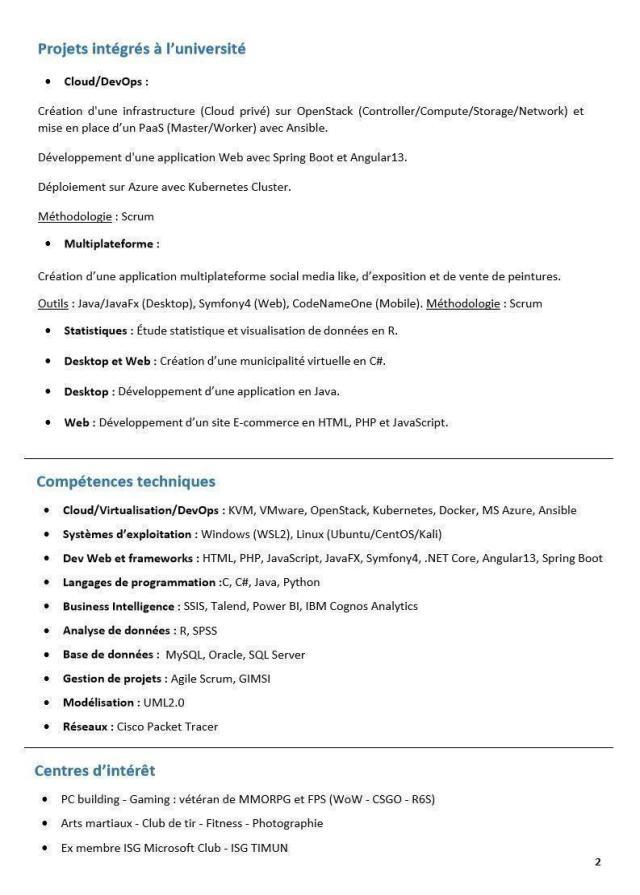 Projets intégrés à l'université
• Cloud/DevOps :
Création d'une infrastructure (Cloud privé) sur OpenStack (Controller/Compute/Storage/Network) et
mise en place d'un PaaS (Master/Worker) avec Ansible.
Développement d'une application Web avec Spring Boot et Angular13.
Déploiement sur Azure avec Kubernetes Cluster.
Méthodologie : Scrum
• Multiplateforme :
Création d'une application multiplateforme social media like, d'exposition et de vente de peintures.
Outils : Java/JavaFx (Desktop), Symfony4 (Web), CodeNameOne (Mobile). Méthodologie : Scrum
• Statistiques : Étude statistique et visualisation de données en R.
• Desktop et Web : Création d'une municipalité virtuelle en C#.
• Desktop : Développement d'une application en Java.
• Web : Développement d'un site E-commerce en HTML, PHP et JavaScript.
Compétences techniques
• Cloud/Virtualisation/DevOps : KVM, VMware, OpenStack, Kubernetes, Docker, MS Azure, Ansible
• Systèmes d'exploitation : Windows (WSL2), Linux (Ubuntu/CentOS/Kali)
• Dev Web et frameworks : HTML, PHP, JavaScript, JavaFX, Symfony4, .NET Core, Angular13, Spring Boot
• Langages de programmation :C, C#, Java, Python
• Business Intelligence : SSIS, Talend, Power BI, IBM Cognos Analytics
• Analyse de données : R, SPSS
• Base de données : MySQL, Oracle, SQL Server
• Gestion de projets : Agile Scrum, GIMSI
• Modélisation : UML2.0
• Réseaux : Cisco Packet Tracer
Centres d'intérêt
• PC building - Gaming : vétéran de MMORPG et FPS (WoW - CSGO - R6S)
• Arts martiaux - Club de tir - Fitness - Photographie
• Ex membre ISG Microsoft Club - ISG TIMUN
2